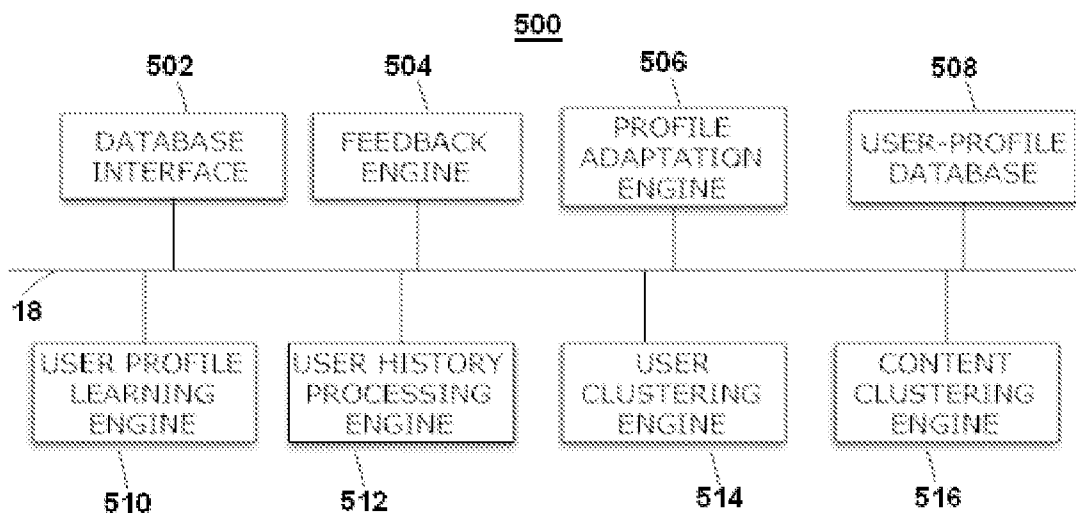 500
502
504
506
508
DATABASE
INTERFACE
FEEDBACK
ENGINE
PROFILE
ADAPTATION
ENGINE
USER-PROFILE
DATABASE
18
USER PROFILE
LEARNING
ENGINE
USER HISTORY
PROCESSING
ENGINE
USER
CLUSTERING
ENGINE
CONTENT
CLUSTERING
ENGINE
510
512
514
516